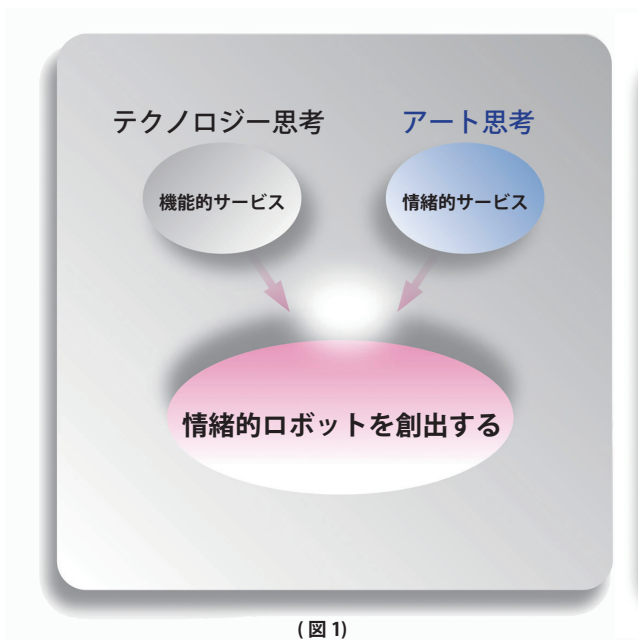 テクノロジー思考
アート思考
機能的サービス
情緒的サービス
情緒的ロボットを創出する
(図1)